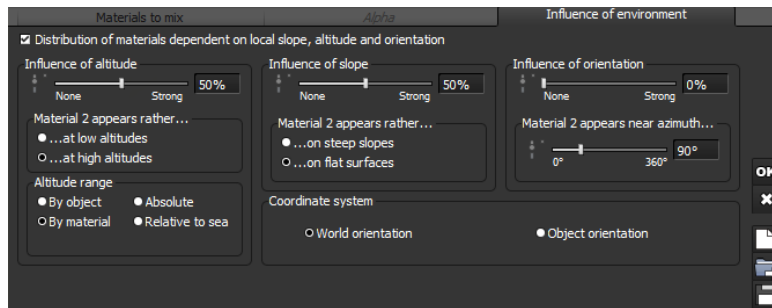 Materials to mix
Alpha
Influence of environment
Distribution of materials dependent on local slope, altitude and orientation
Influence of altitude
50%
None
Strong
Material 2 appears rather...
...at low altitudes
...at high altitudes
Altitude range
By object
Absolute
By material
Relative to sea
Influence of slope
50%
None
Strong
Material 2 appears rather...
...on steep slopes
...on flat surfaces
Influence of orientation
0%
None
Strong
Material 2 appears near azimuth...
90°
0°
360°
Coordinate system
World orientation
Object orientation